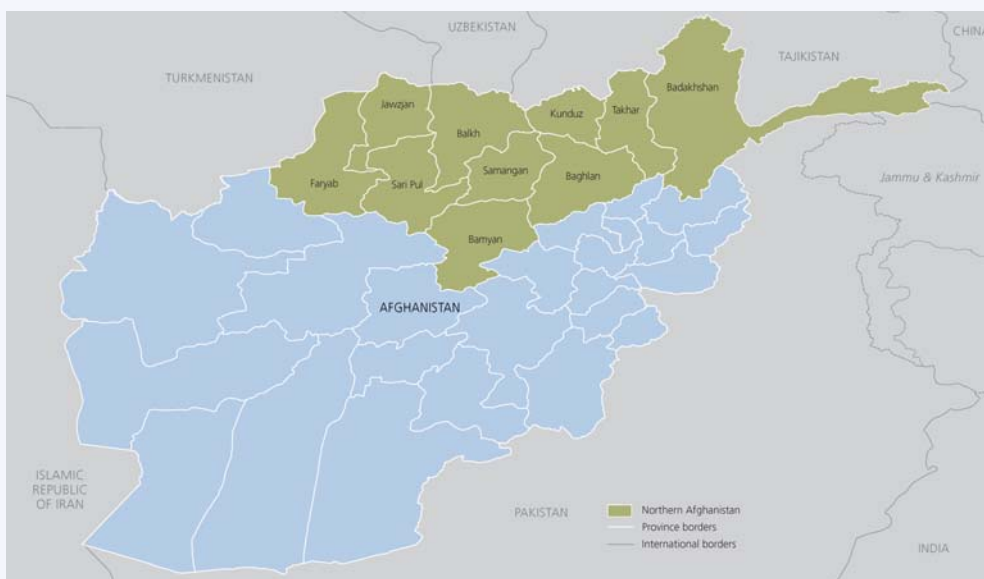 UZBEKISTAN
CHINA
TAJIKISTAN
TURKMENISTAN
Badakhshan
Jawzjan
Kunduz
Takhar
Balkh
Samangan
Baghlan
Faryab
Sari Pul
Jammu & Kashmir
Bamyan
AFGHANISTAN
ISLAMIC
REPUBLIC
OF IRAN
PAKISTAN
Northern Afghanistan
Province borders
International borders
INDIA